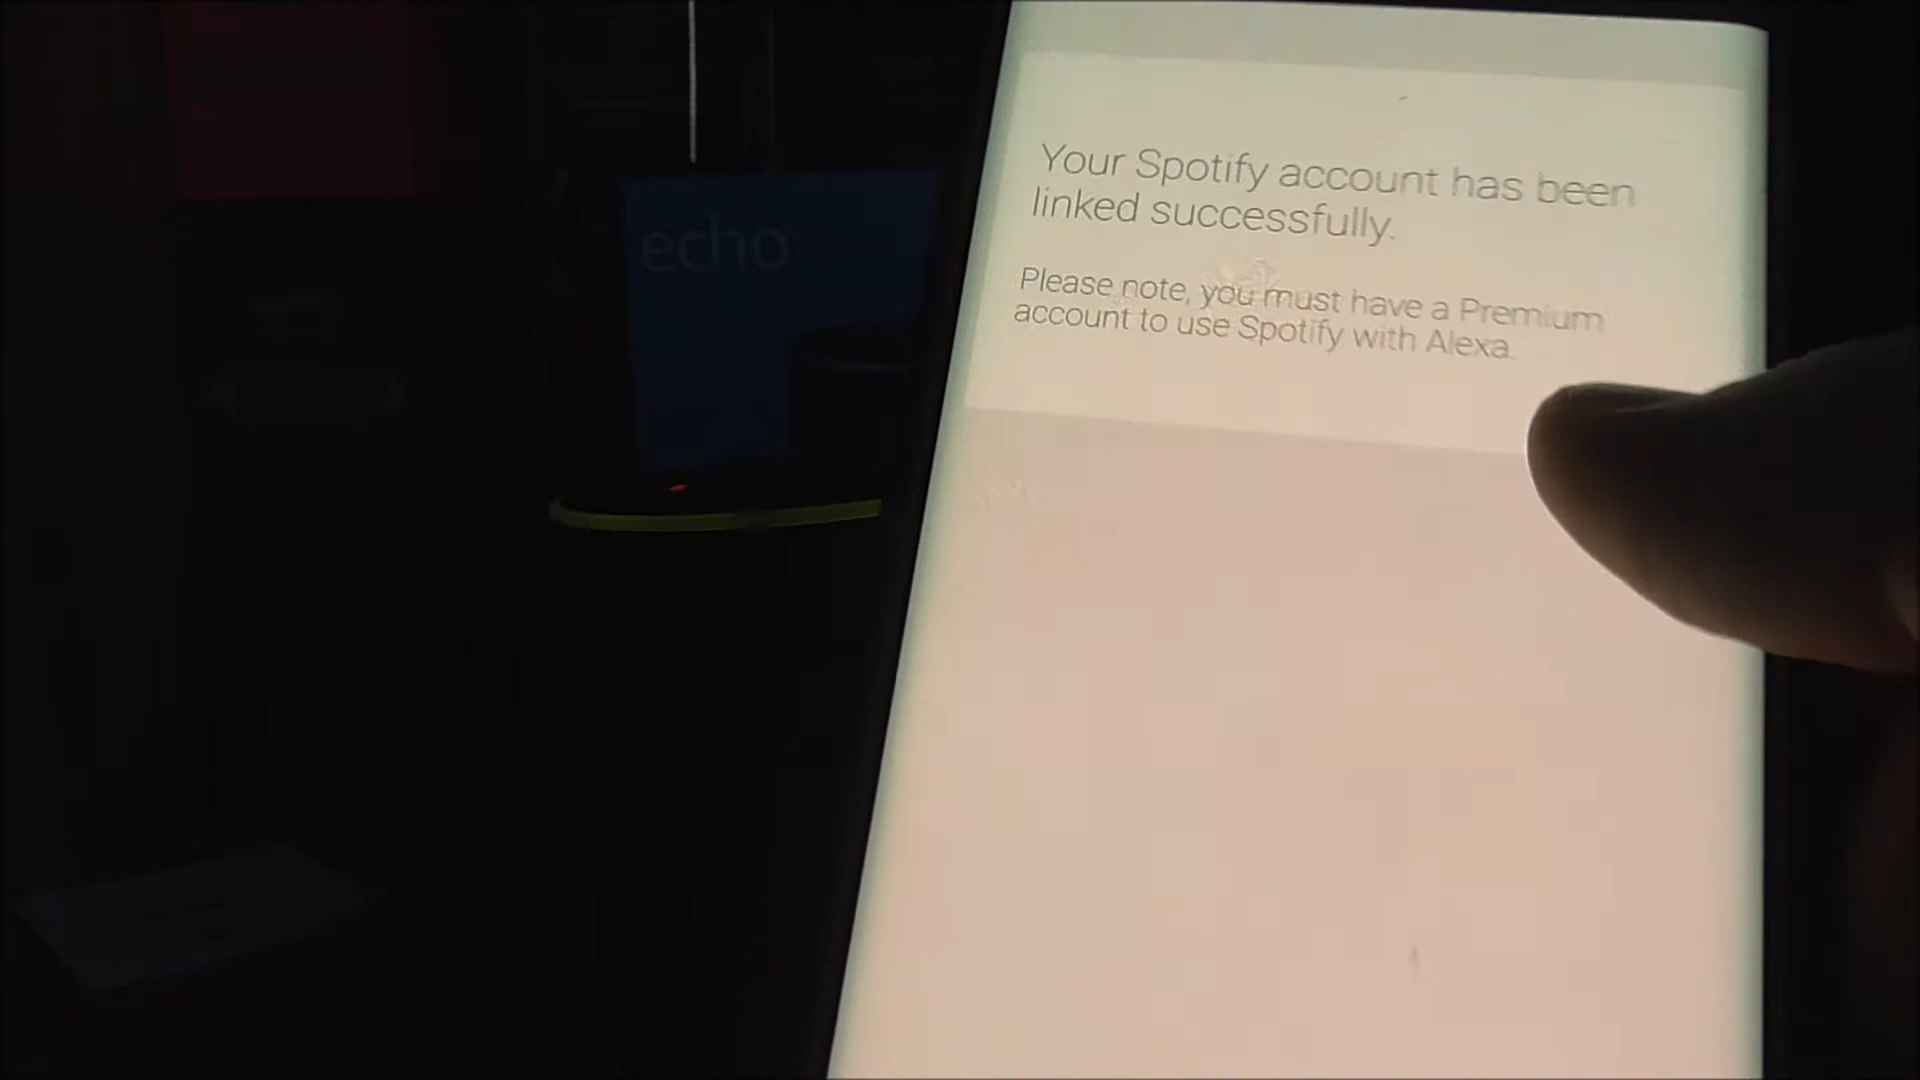 echo
Your Spotify account has been
linked successfully.
Please note, you must have a Premium
account to use Spotify with Alexa.